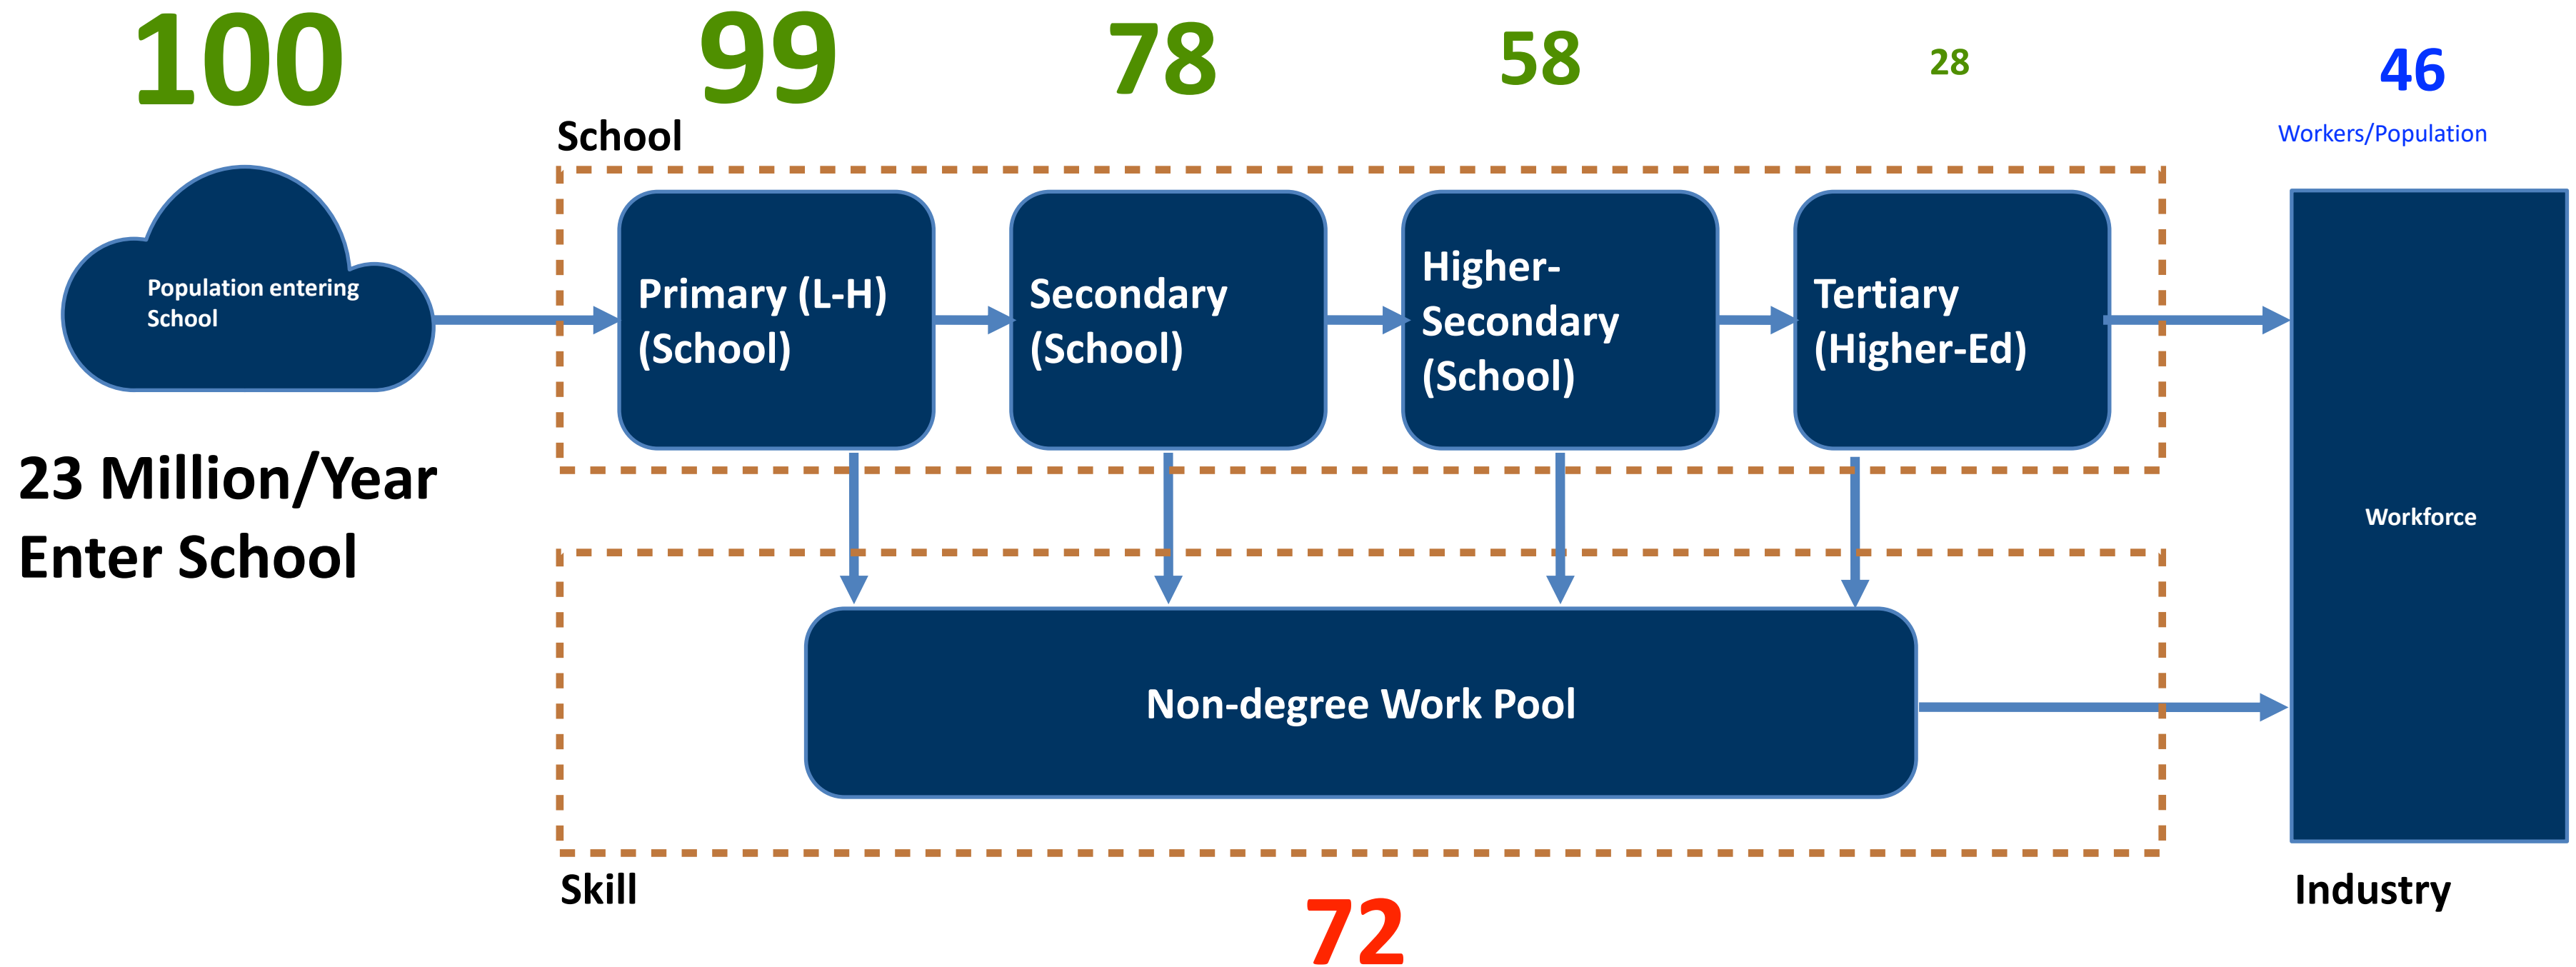 100
99
78
58
28
46
Workers/Population
School
Population entering
School
Primary (L-H)
(School)
Secondary
(School)
Higher-
Secondary
(School)
Tertiary
(Higher-Ed)
23 Million/Year
Enter School
Workforce
Non-degree Work Pool
Skill
72
Industry